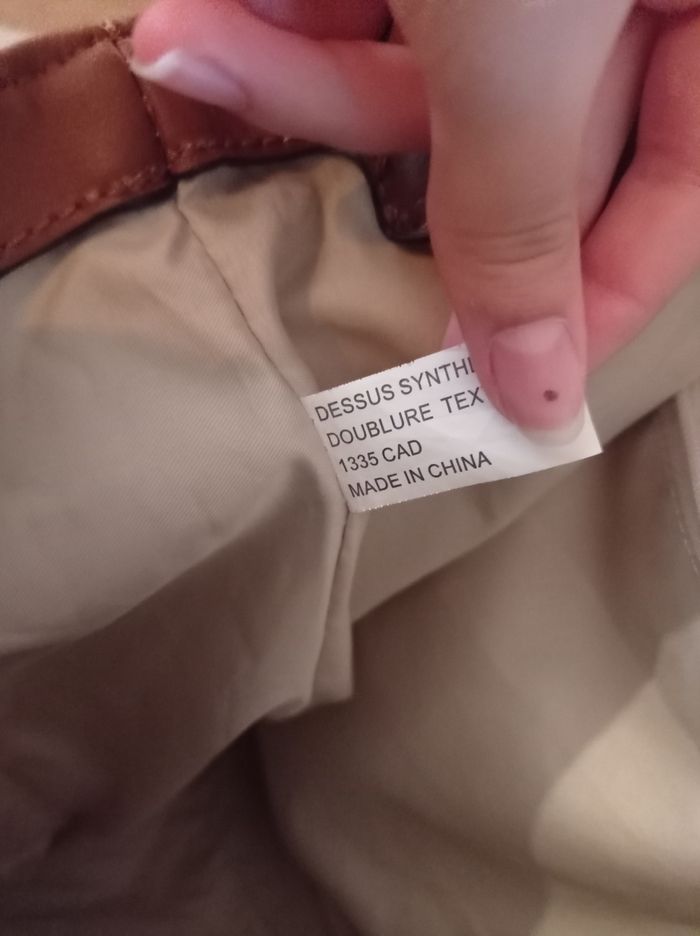 DESSUS SYNTH
DOUBLURE TEX
1335 CAD
MADE IN CHINA